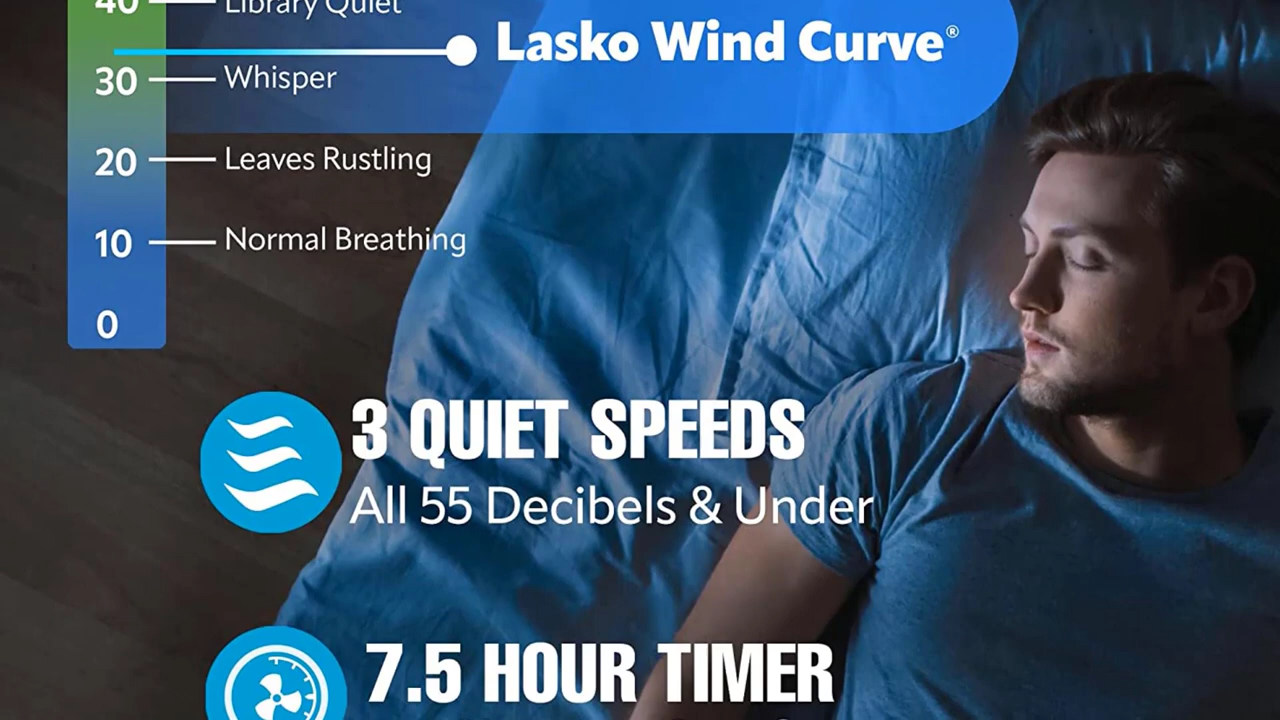 40 Library Quiet
Lasko Wind Curve®
30 Whisper
20 Leaves Rustling
10 Normal Breathing
0
3 QUIET SPEEDS
All 55 Decibels & Under
7.5 HOUR TIMER